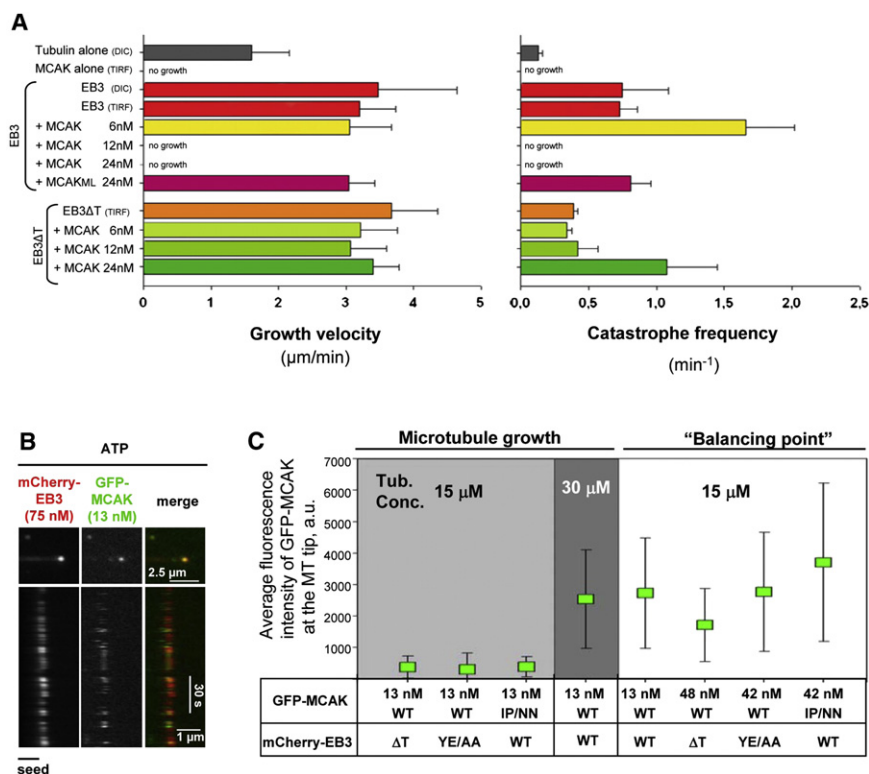 A
Tubulin alone (DIC)
MCAK alone (TIRF)
EB3 (DIC)
EB3 (TIRF)
+ MCAK 6nM
+ MCAK 12nM
+ MCAK 24nM
+ MCAKML 24nM
EB3
EB3ΔT (TIRF)
+ MCAK 6nM
+ MCAK 12nM
+ MCAK 24nM
EB3ΔT
no growth
no growth
no growth
0 1 2 3 4 5
Growth velocity
(µm/min)
no growth
no growth
no growth
0,0 0,5 1,0 1,5 2,0 2,5
Catastrophe frequency
(min-1)
B
ATP
mCherry-EB3 (75 nM)
GFP-MCAK (13 nM)
merge
2.5 µm
30 s
1 µm
seed
C
Microtubule growth
"Balancing point"
Average fluorescence
intensity of GFP-MCAK
at the MT tip, a.u.
7000
6000
5000
4000
3000
2000
1000
Tub. Conc.
15 µM
30 µM
15 µM
GFP-MCAK
13 nM WT
13 nM WT
13 nM IP/NN
13 nM WT
13 nM WT
48 nM WT
42 nM WT
42 nM IP/NN
mCherry-EB3
ΔT
YE/AA
WT
WT
WT
ΔT
YE/AA
WT